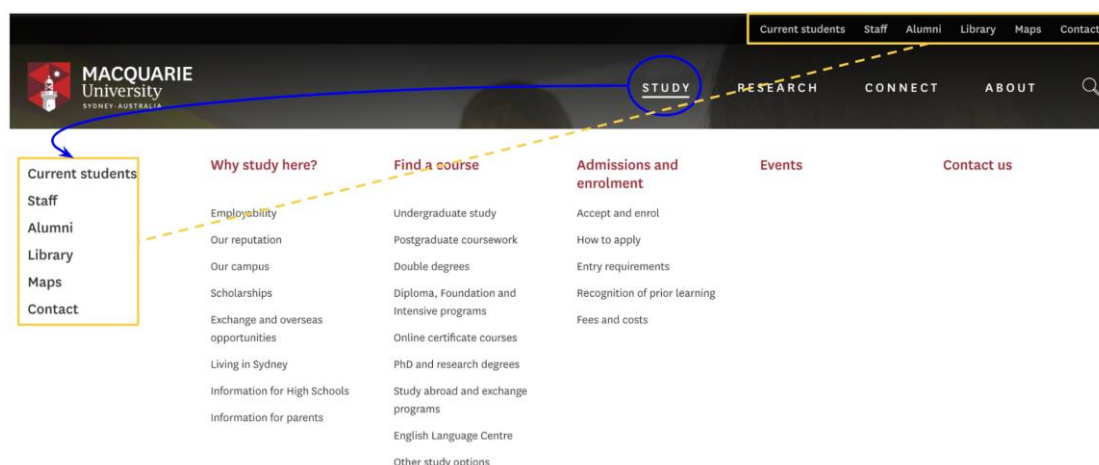 Current students Staff Alumni Library Maps Contact
MACQUARIE
University
SYDNEY·AUSTRALIA
STUDY RESEARCH CONNECT ABOUT
Current students
Staff
Alumni
Library
Maps
Contact
Why study here?
Employability
Our reputation
Our campus
Scholarships
Exchange and overseas
opportunities
Living in Sydney
Information for High Schools
Information for parents
Find a course
Undergraduate study
Postgraduate coursework
Double degrees
Diploma, Foundation and
Intensive programs
Online certificate courses
PhD and research degrees
Study abroad and exchange
programs
English Language Centre
Other study options
Admissions and
enrolment
Accept and enrol
How to apply
Entry requirements
Recognition of prior learning
Fees and costs
Events
Contact us